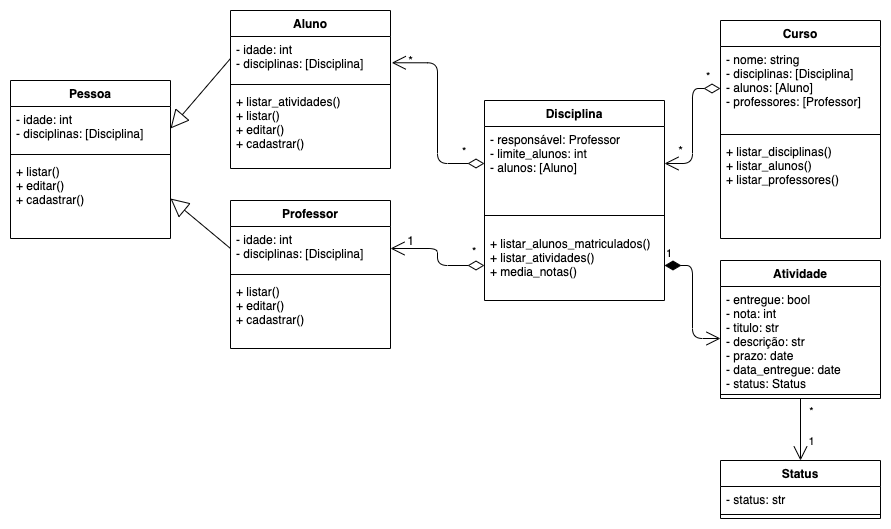 Pessoa
- idade: int
- disciplinas: [Disciplina]
+ listar()
+ editar()
+ cadastrar()
Aluno
- idade: int
- disciplinas: [Disciplina]
+ listar_atividades()
+ listar()
+ editar()
+ cadastrar()
Professor
- idade: int
- disciplinas: [Disciplina]
+ listar()
+ editar()
+ cadastrar()
*
*
1
*
Disciplina
- responsável: Professor
- limite_alunos: int
- alunos: [Aluno]
+ listar_alunos_matriculados()
+ listar_atividades()
+ media_notas()
*
*
1
Curso
- nome: string
- disciplinas: [Disciplina]
- alunos: [Aluno]
- professores: [Professor]
+ listar_disciplinas()
+ listar_alunos()
+ listar_professores()
Atividade
- entregue: bool
- nota: int
- titulo: str
- descrição: str
- prazo: date
- data_entregue: date
- status: Status
*
1
Status
- status: str